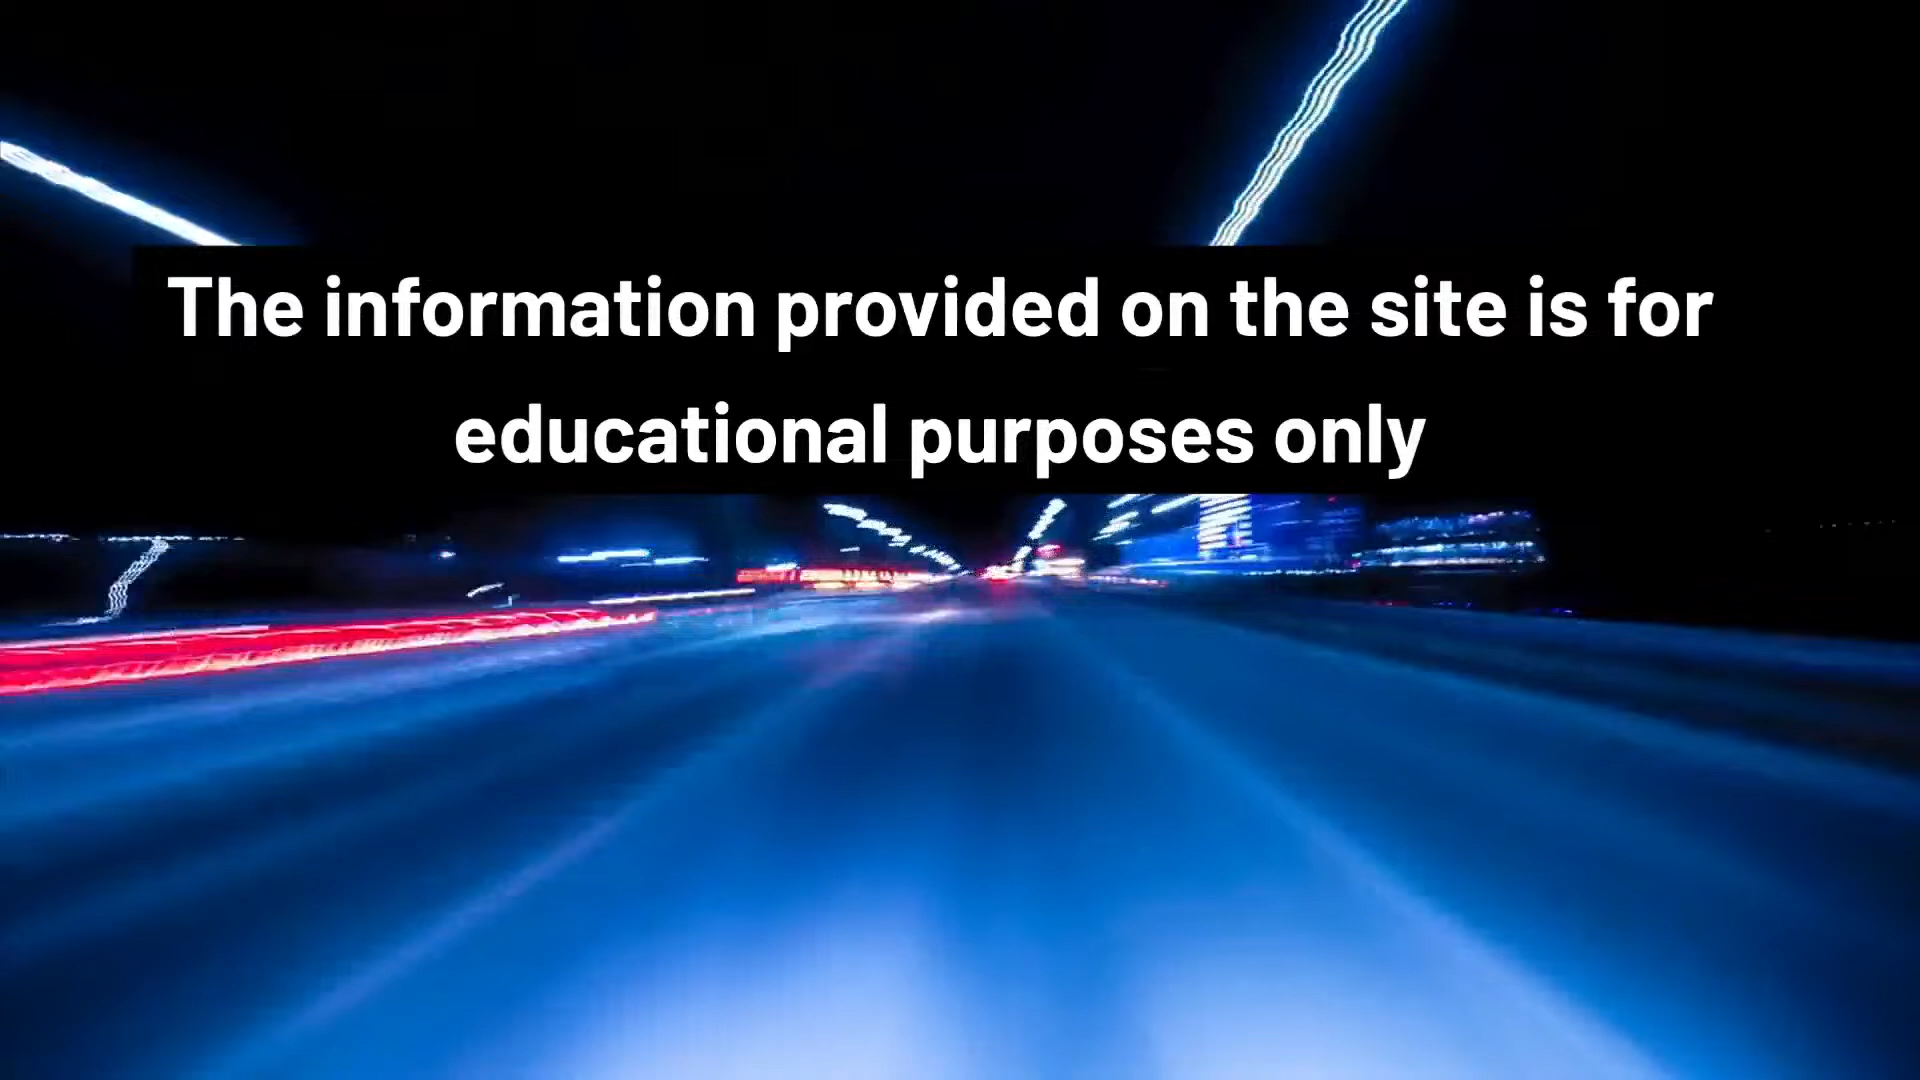 The information provided on the site is for
educational purposes only